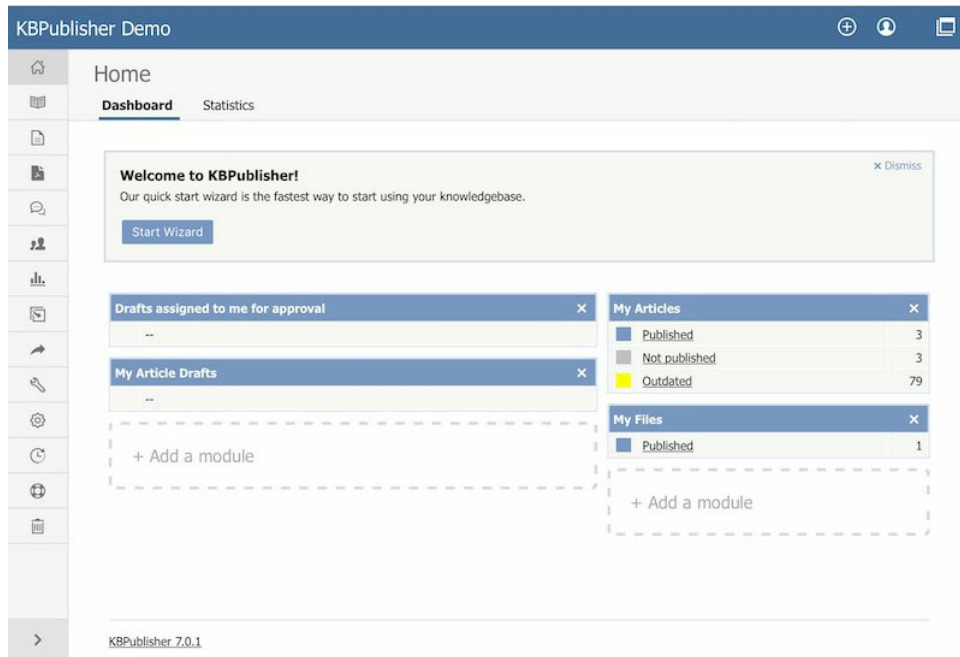 KBPublisher Demo
Home
Dashboard Statistics
Welcome to KBPublisher!
× Dismiss
Our quick start wizard is the fastest way to start using your knowledgebase.
Start Wizard
Drafts assigned to me for approval ×
--
My Article Drafts ×
--
+ Add a module
My Articles ×
Published 3
Not published 3
Outdated 79
My Files ×
Published 1
+ Add a module
KBPublisher 7.0.1